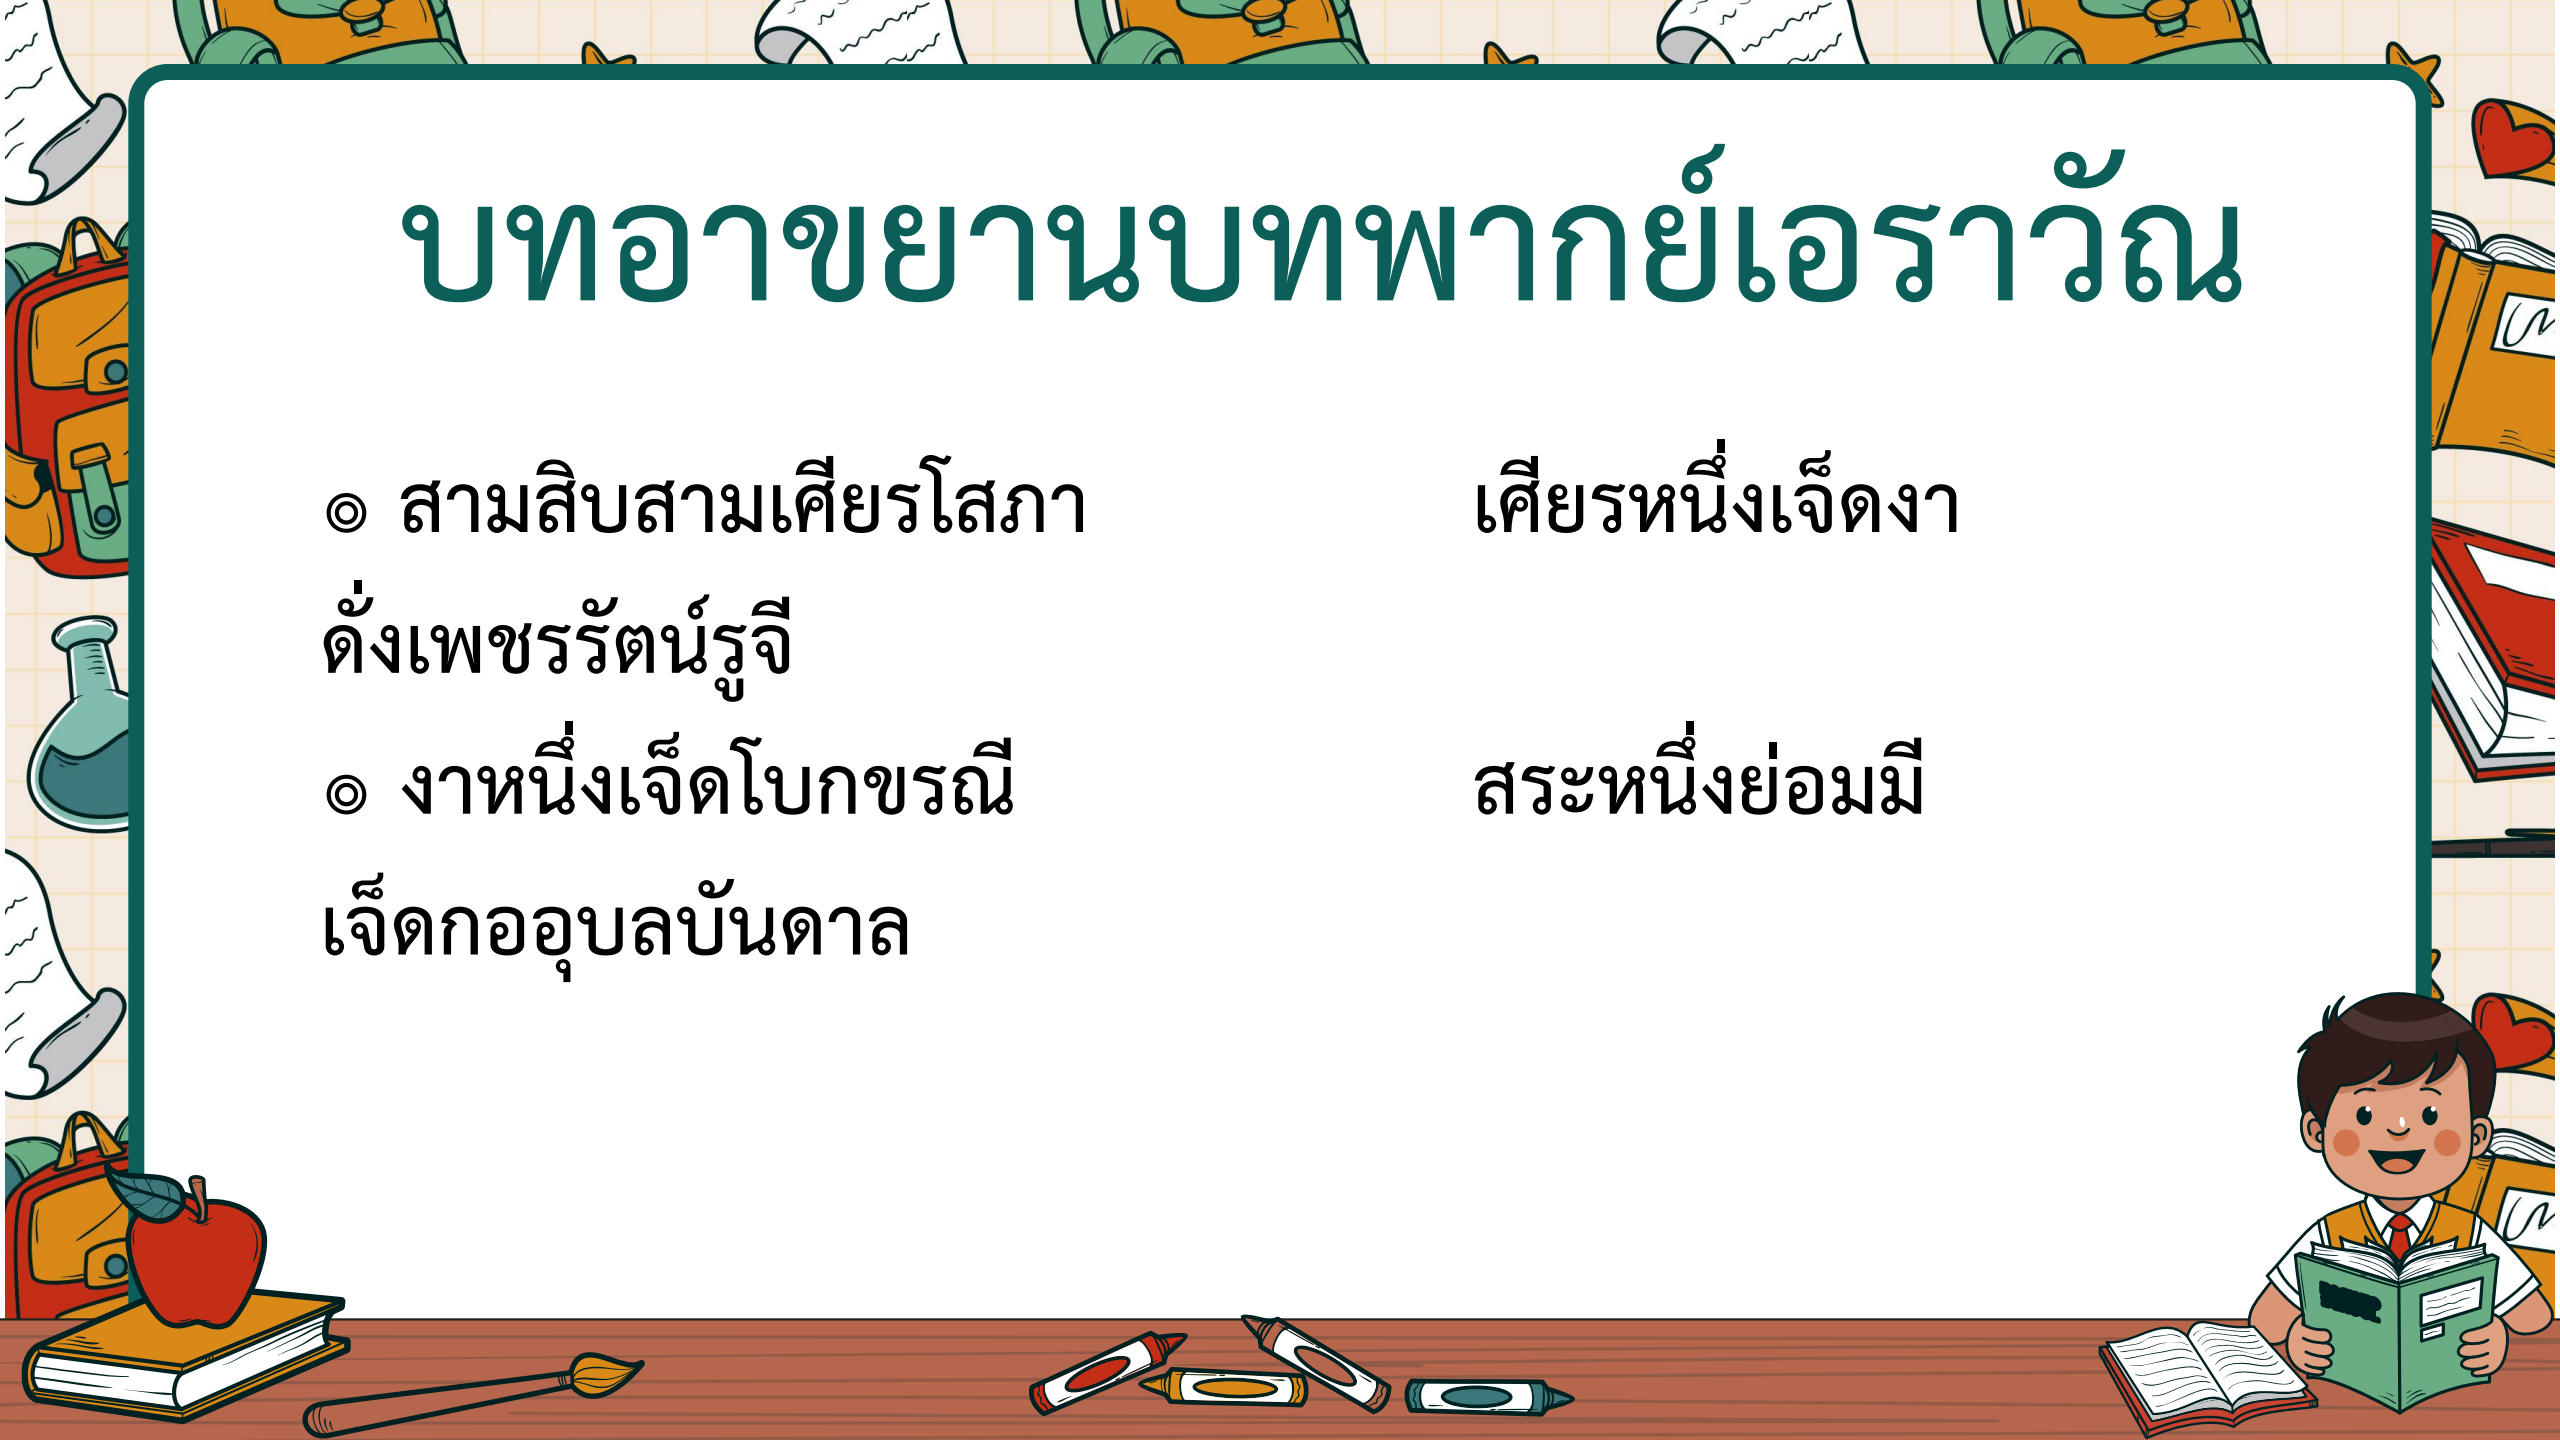 บทอาขยานบทพากย์เอราวัณ
๏ สามสิบสามเศียรโสภา เศียรหนึ่งเจ็ดงา
ดั่งเพชรรัตน์รูจี
๏ งาหนึ่งเจ็ดโบกขรณี สระหนึ่งย่อมมี
เจ็ดกออุบลบันดาล